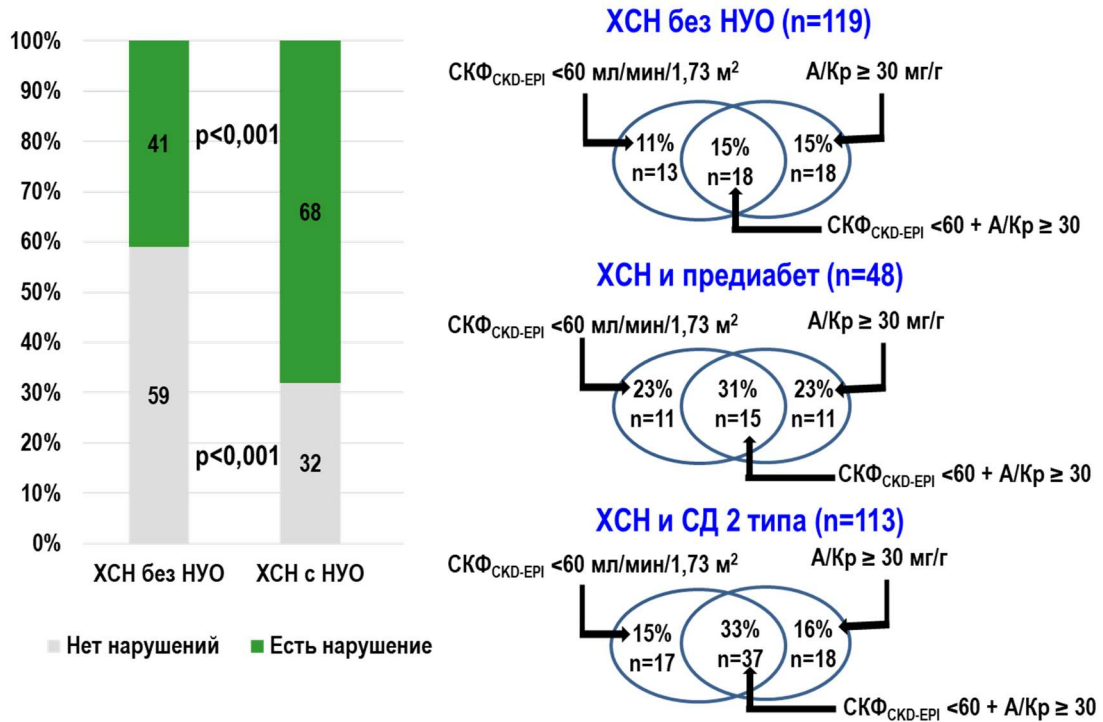 100%
90%
80%
70%
60%
50%
40%
30%
20%
10%
0%
41
59
p<0,001
p<0,001
68
32
ХСН без НУО
ХСН с НУО
Нет нарушений
Есть нарушение
ХСН без НУО (n=119)
СКФCKD-EPI <60 мл/мин/1,73 м²
А/Кр ≥ 30 мг/г
11%
n=13
15%
n=18
15%
n=18
СКФCKD-EPI <60 + А/Кр ≥ 30
ХСН и предиабет (n=48)
СКФCKD-EPI <60 мл/мин/1,73 м²
А/Кр ≥ 30 мг/г
23%
n=11
31%
n=15
23%
n=11
СКФCKD-EPI <60 + А/Кр ≥ 30
ХСН и СД 2 типа (n=113)
СКФCKD-EPI <60 мл/мин/1,73 м²
А/Кр ≥ 30 мг/г
15%
n=17
33%
n=37
16%
n=18
СКФCKD-EPI <60 + А/Кр ≥ 30